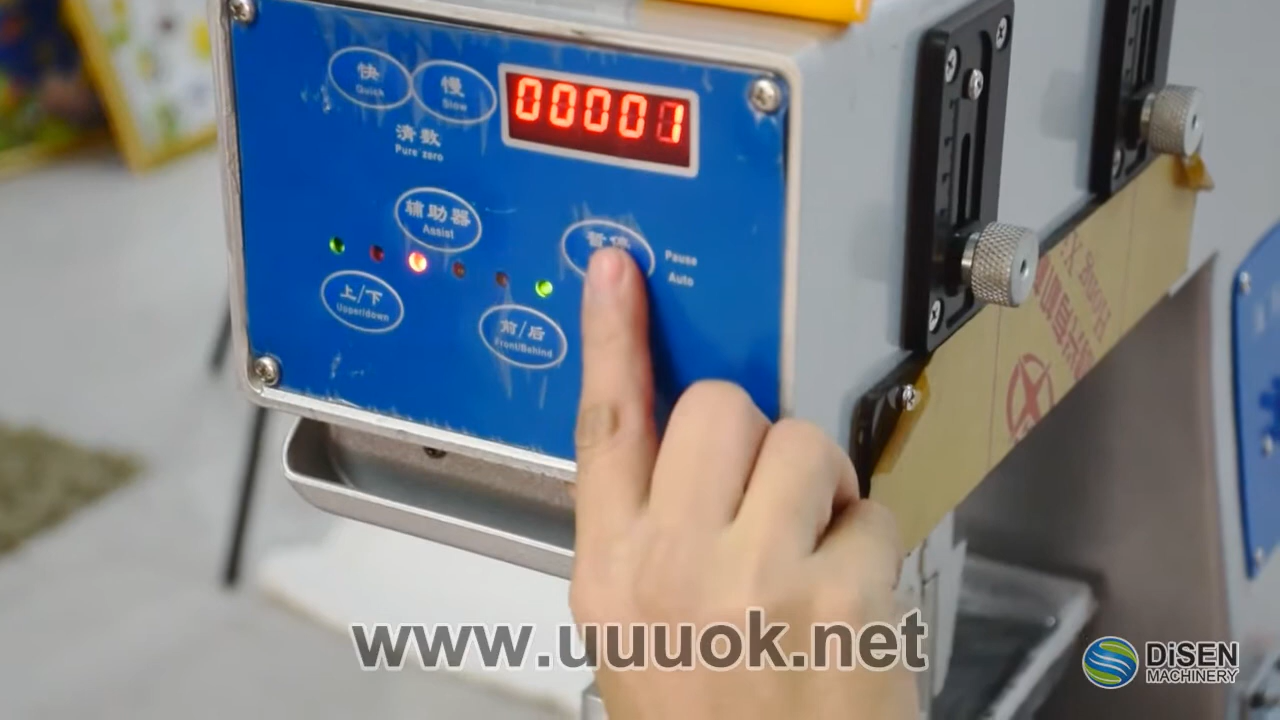 快
Quick
慢
Slow
00001
清数
Pure zero
辅助器
Assist
暂停
Pause
Auto
上/下
Upper/down
前/后
Front/Behind
www.uuuok.net
DiSEN
MACHINERY